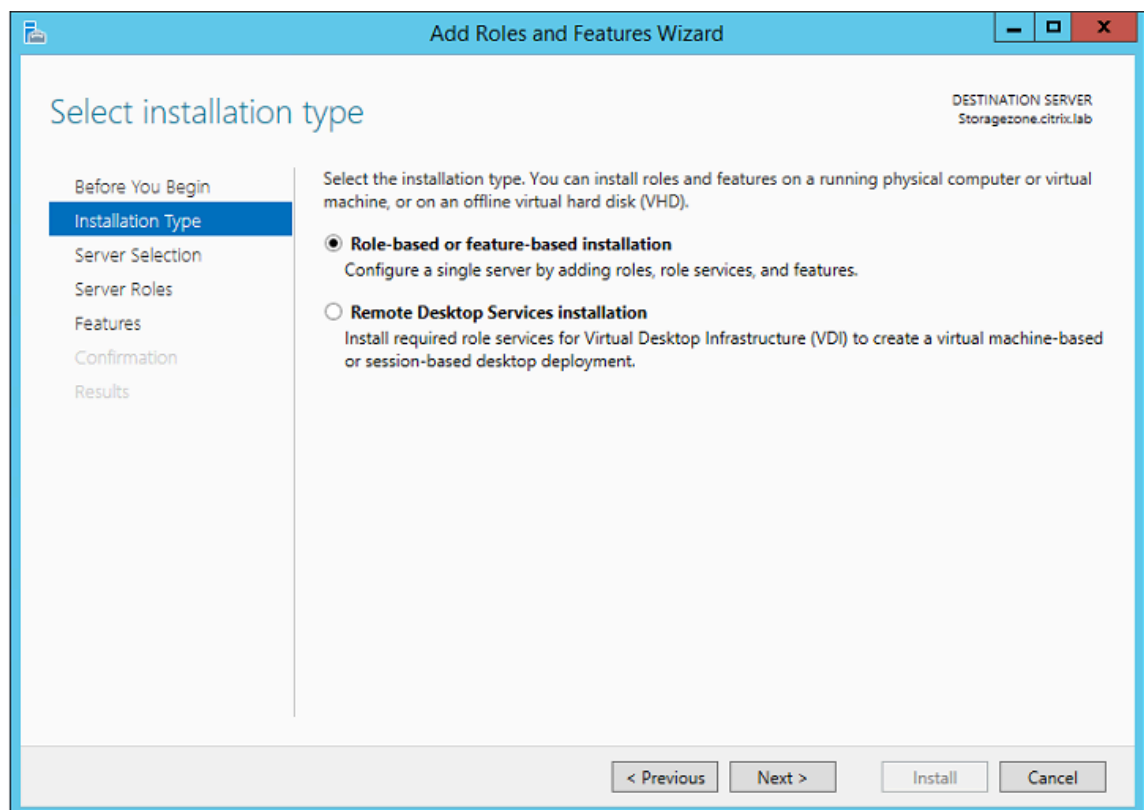 Add Roles and Features Wizard
Select installation type
DESTINATION SERVER
Storagezone.citrix.lab
Before You Begin
Installation Type
Server Selection
Server Roles
Features
Confirmation
Results
Select the installation type. You can install roles and features on a running physical computer or virtual
machine, or on an offline virtual hard disk (VHD).
Role-based or feature-based installation
Configure a single server by adding roles, role services, and features.
Remote Desktop Services installation
Install required role services for Virtual Desktop Infrastructure (VDI) to create a virtual machine-based
or session-based desktop deployment.
< Previous
Next >
Install
Cancel